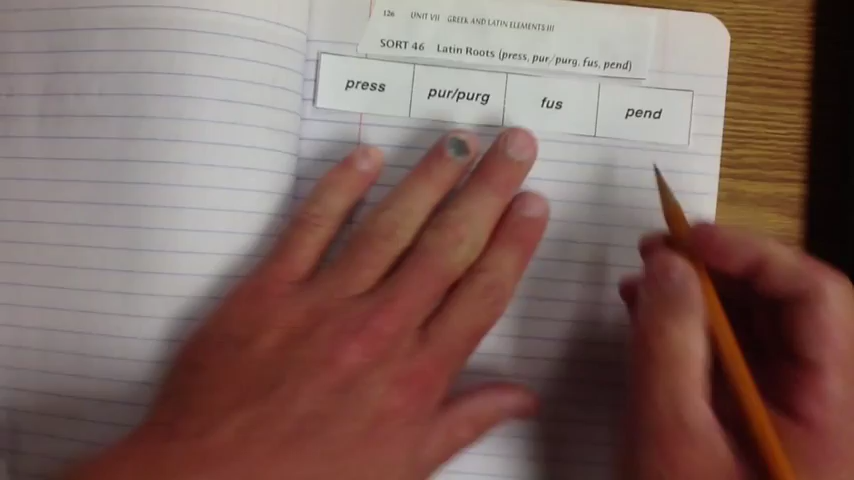 126 UNIT VII GREEK AND LATIN ELEMENTS III
SORT 46 Latin Roots (press, pur/purg, fus, pend)
press pur/purg fus pend